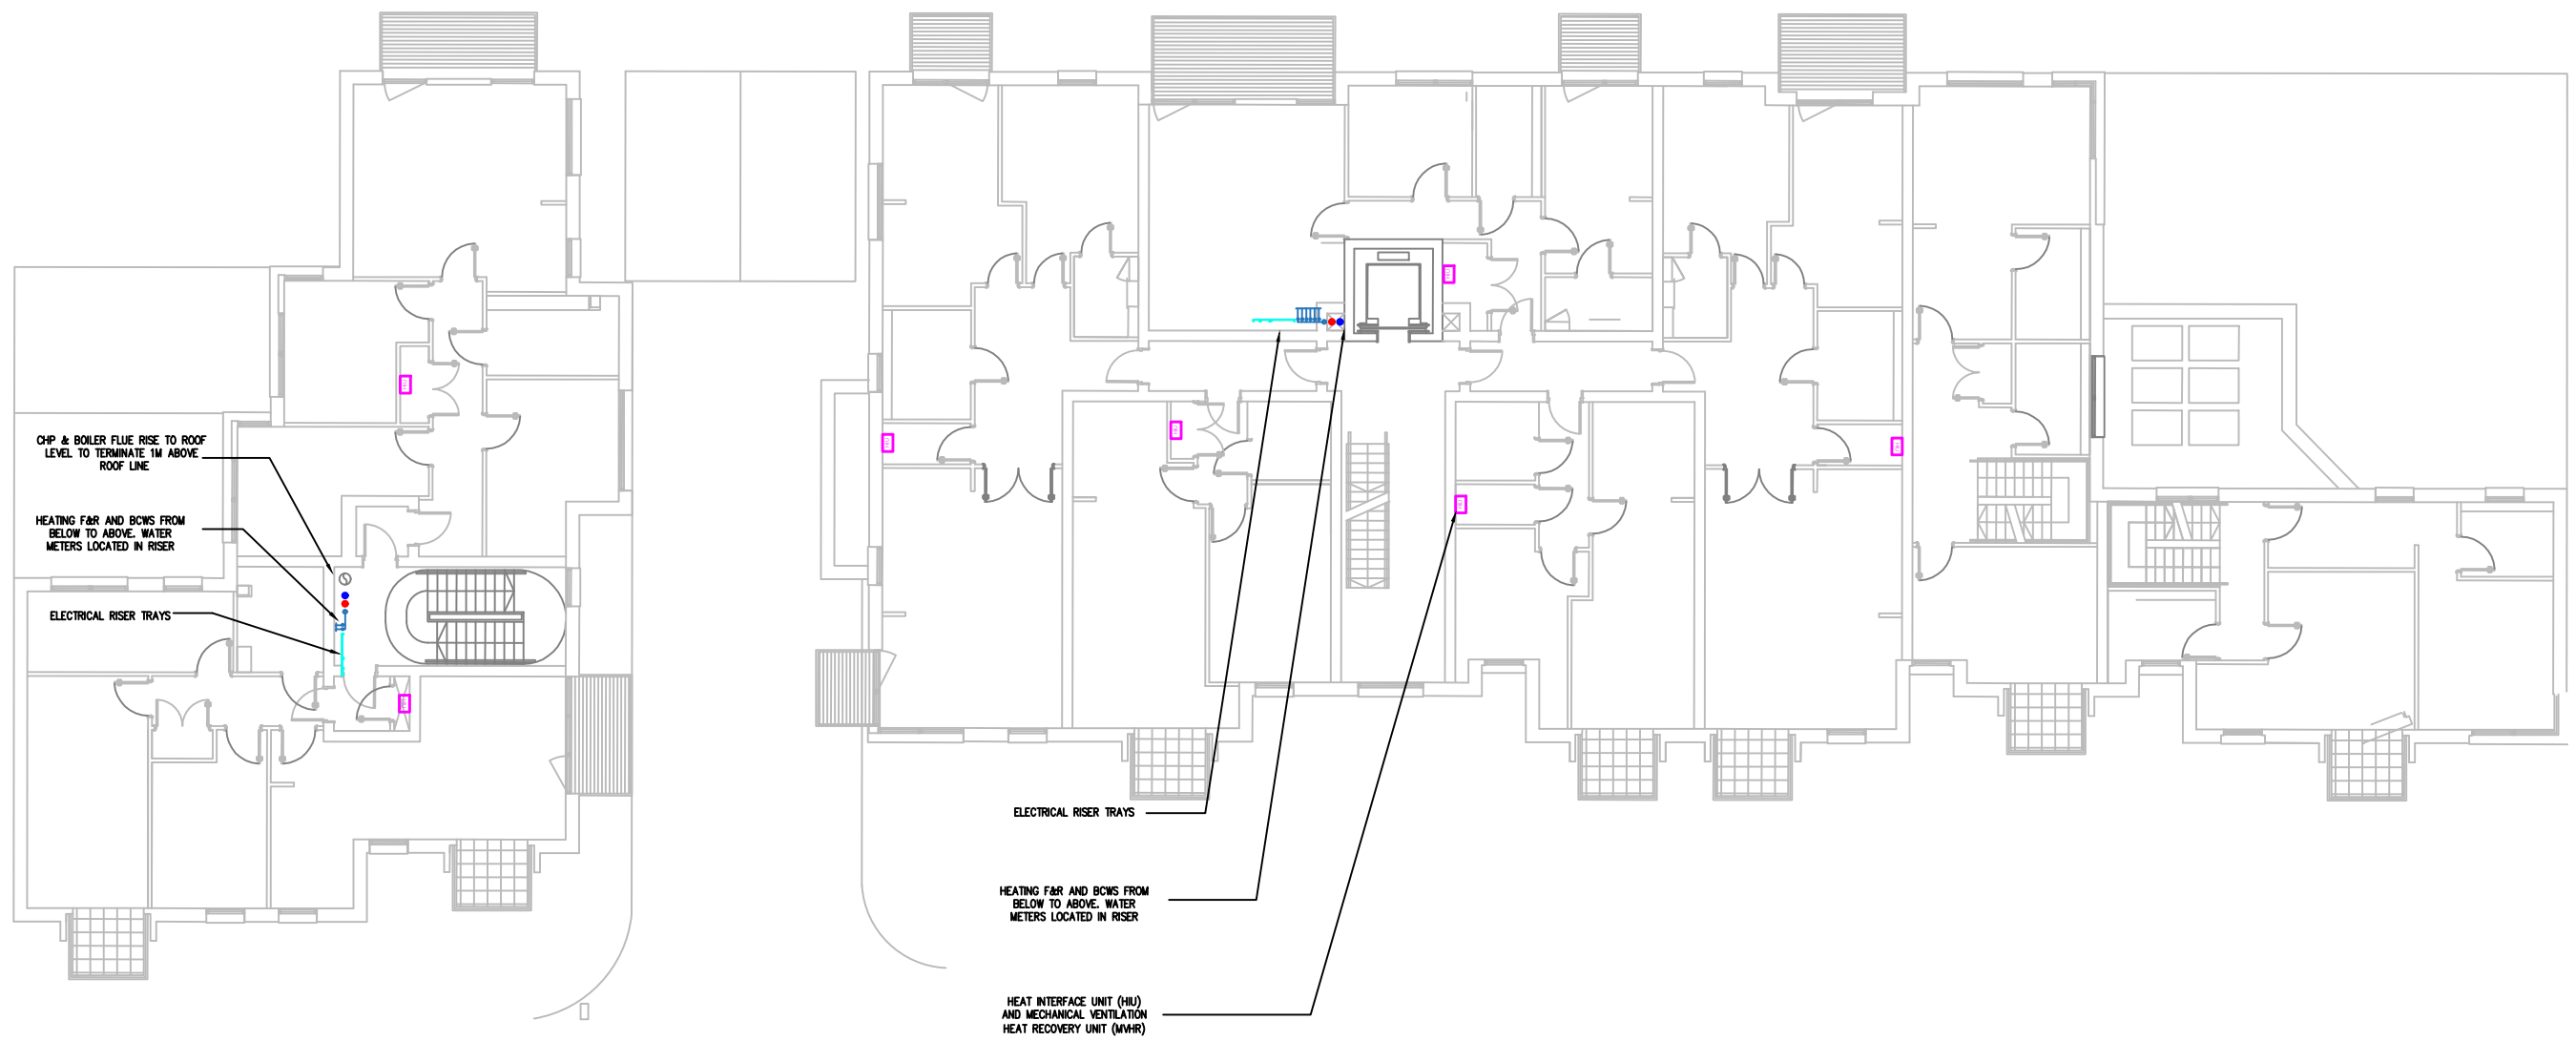 CHP & BOILER FLUE RISE TO ROOF
LEVEL TO TERMINATE 1M ABOVE
ROOF LINE
HEATING F&R AND BCWS FROM
BELOW TO ABOVE. WATER
METERS LOCATED IN RISER
ELECTRICAL RISER TRAYS
ELECTRICAL RISER TRAYS
HEATING F&R AND BCWS FROM
BELOW TO ABOVE. WATER
METERS LOCATED IN RISER
HEAT INTERFACE UNIT (HIU)
AND MECHANICAL VENTILATION
HEAT RECOVERY UNIT (MVHR)